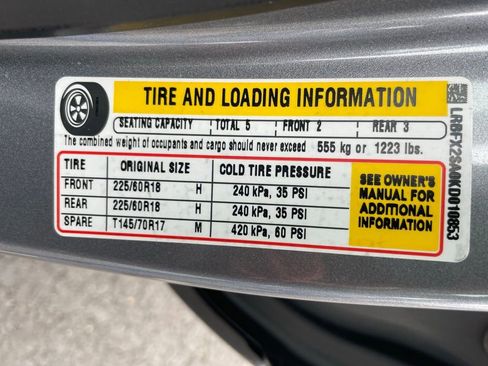 TIRE AND LOADING INFORMATION
SEATING CAPACITY TOTAL 5 FRONT 2 REAR 3
The combined weight of occupants and cargo should never exceed 555 kg or 1223 lbs.
TIRE ORIGINAL SIZE COLD TIRE PRESSURE
FRONT 225/60R18 H 240 kPa, 35 PSI
REAR 225/60R18 H 240 kPa, 35 PSI
SPARE T145/70R17 M 420 kPa, 60 PSI
SEE OWNER'S
MANUAL FOR
ADDITIONAL
INFORMATION
LRBFX2SA0KD010853